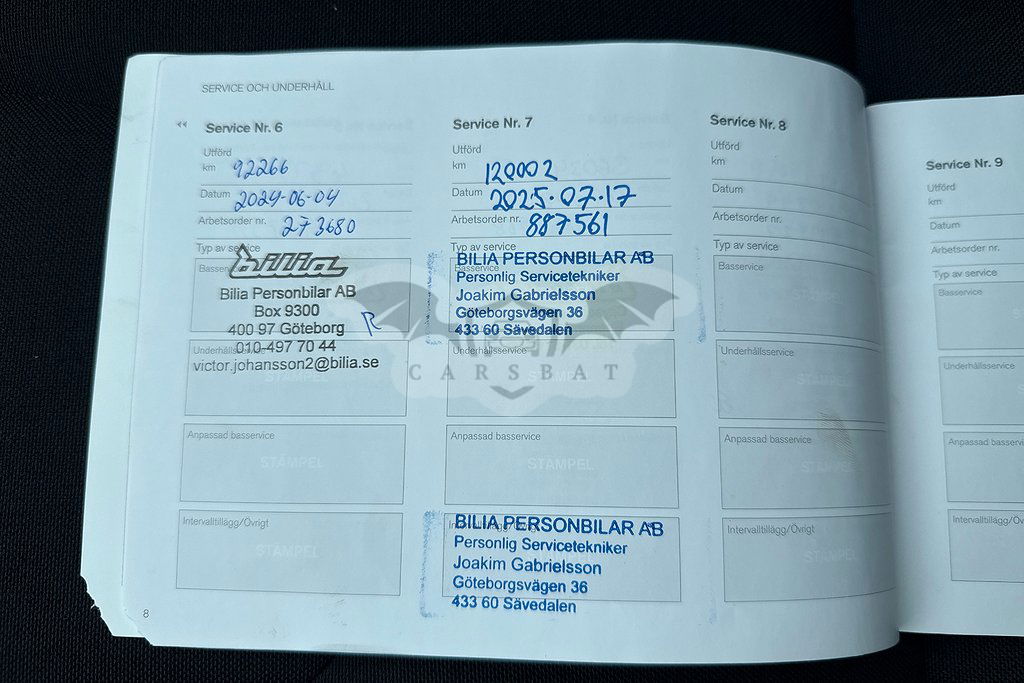 SERVICE OCH UNDERHÅLL
Service Nr. 6
Utförd
km 92266
Datum 2024-06-04
Arbetsorder nr. 273680
Typ av service
Basservice
bilia
Bilia Personbilar AB
Box 9300
400 97 Göteborg
010-497 70 44
victor.johansson2@bilia.se
Underhållsservice
STÄMPEL
Anpassad basservice
STÄMPEL
Intervalltillägg/Övrigt
STÄMPEL
8
Service Nr. 7
Utförd
km 120002
Datum 2025-07-17
Arbetsorder nr. 887561
Typ av service
Basservice
BILIA PERSONBILAR AB
Personlig Servicetekniker
Joakim Gabrielsson
Göteborgsvägen 36
433 60 Sävedalen
CARSBAT
Underhållsservice
STÄMPEL
Anpassad basservice
STÄMPEL
Intervalltillägg/Övrigt
BILIA PERSONBILAR AB
Personlig Servicetekniker
Joakim Gabrielsson
Göteborgsvägen 36
433 60 Sävedalen
Service Nr. 8
Utförd
km
Datum
Arbetsorder nr.
Typ av service
Basservice
Underhållsservice
STÄMPEL
Anpassad basservice
STÄMPEL
Intervalltillägg/Övrigt
STÄMPEL
Service Nr. 9
Utförd
km
Datum
Arbetsorder nr.
Typ av service
Basservice
Underhållsservice
Anpassad basservice